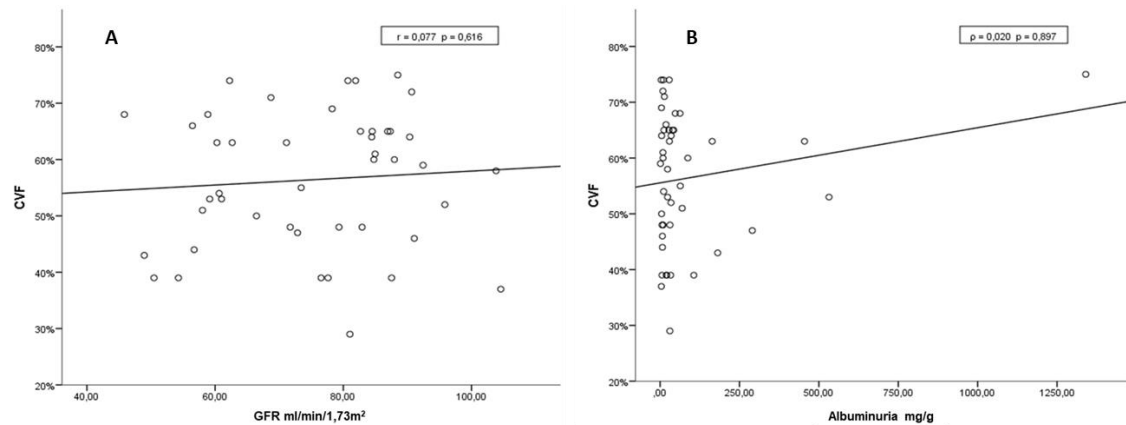 A
r = 0,077 p = 0,616
80%
70%
60%
50%
40%
30%
20%
CVF
40,00 60,00 80,00 100,00
GFR ml/min/1,73m²
B
ρ = 0,020 p = 0,897
80%
70%
60%
50%
40%
30%
20%
CVF
,00 250,00 500,00 750,00 1000,00 1250,00
Albuminuria mg/g